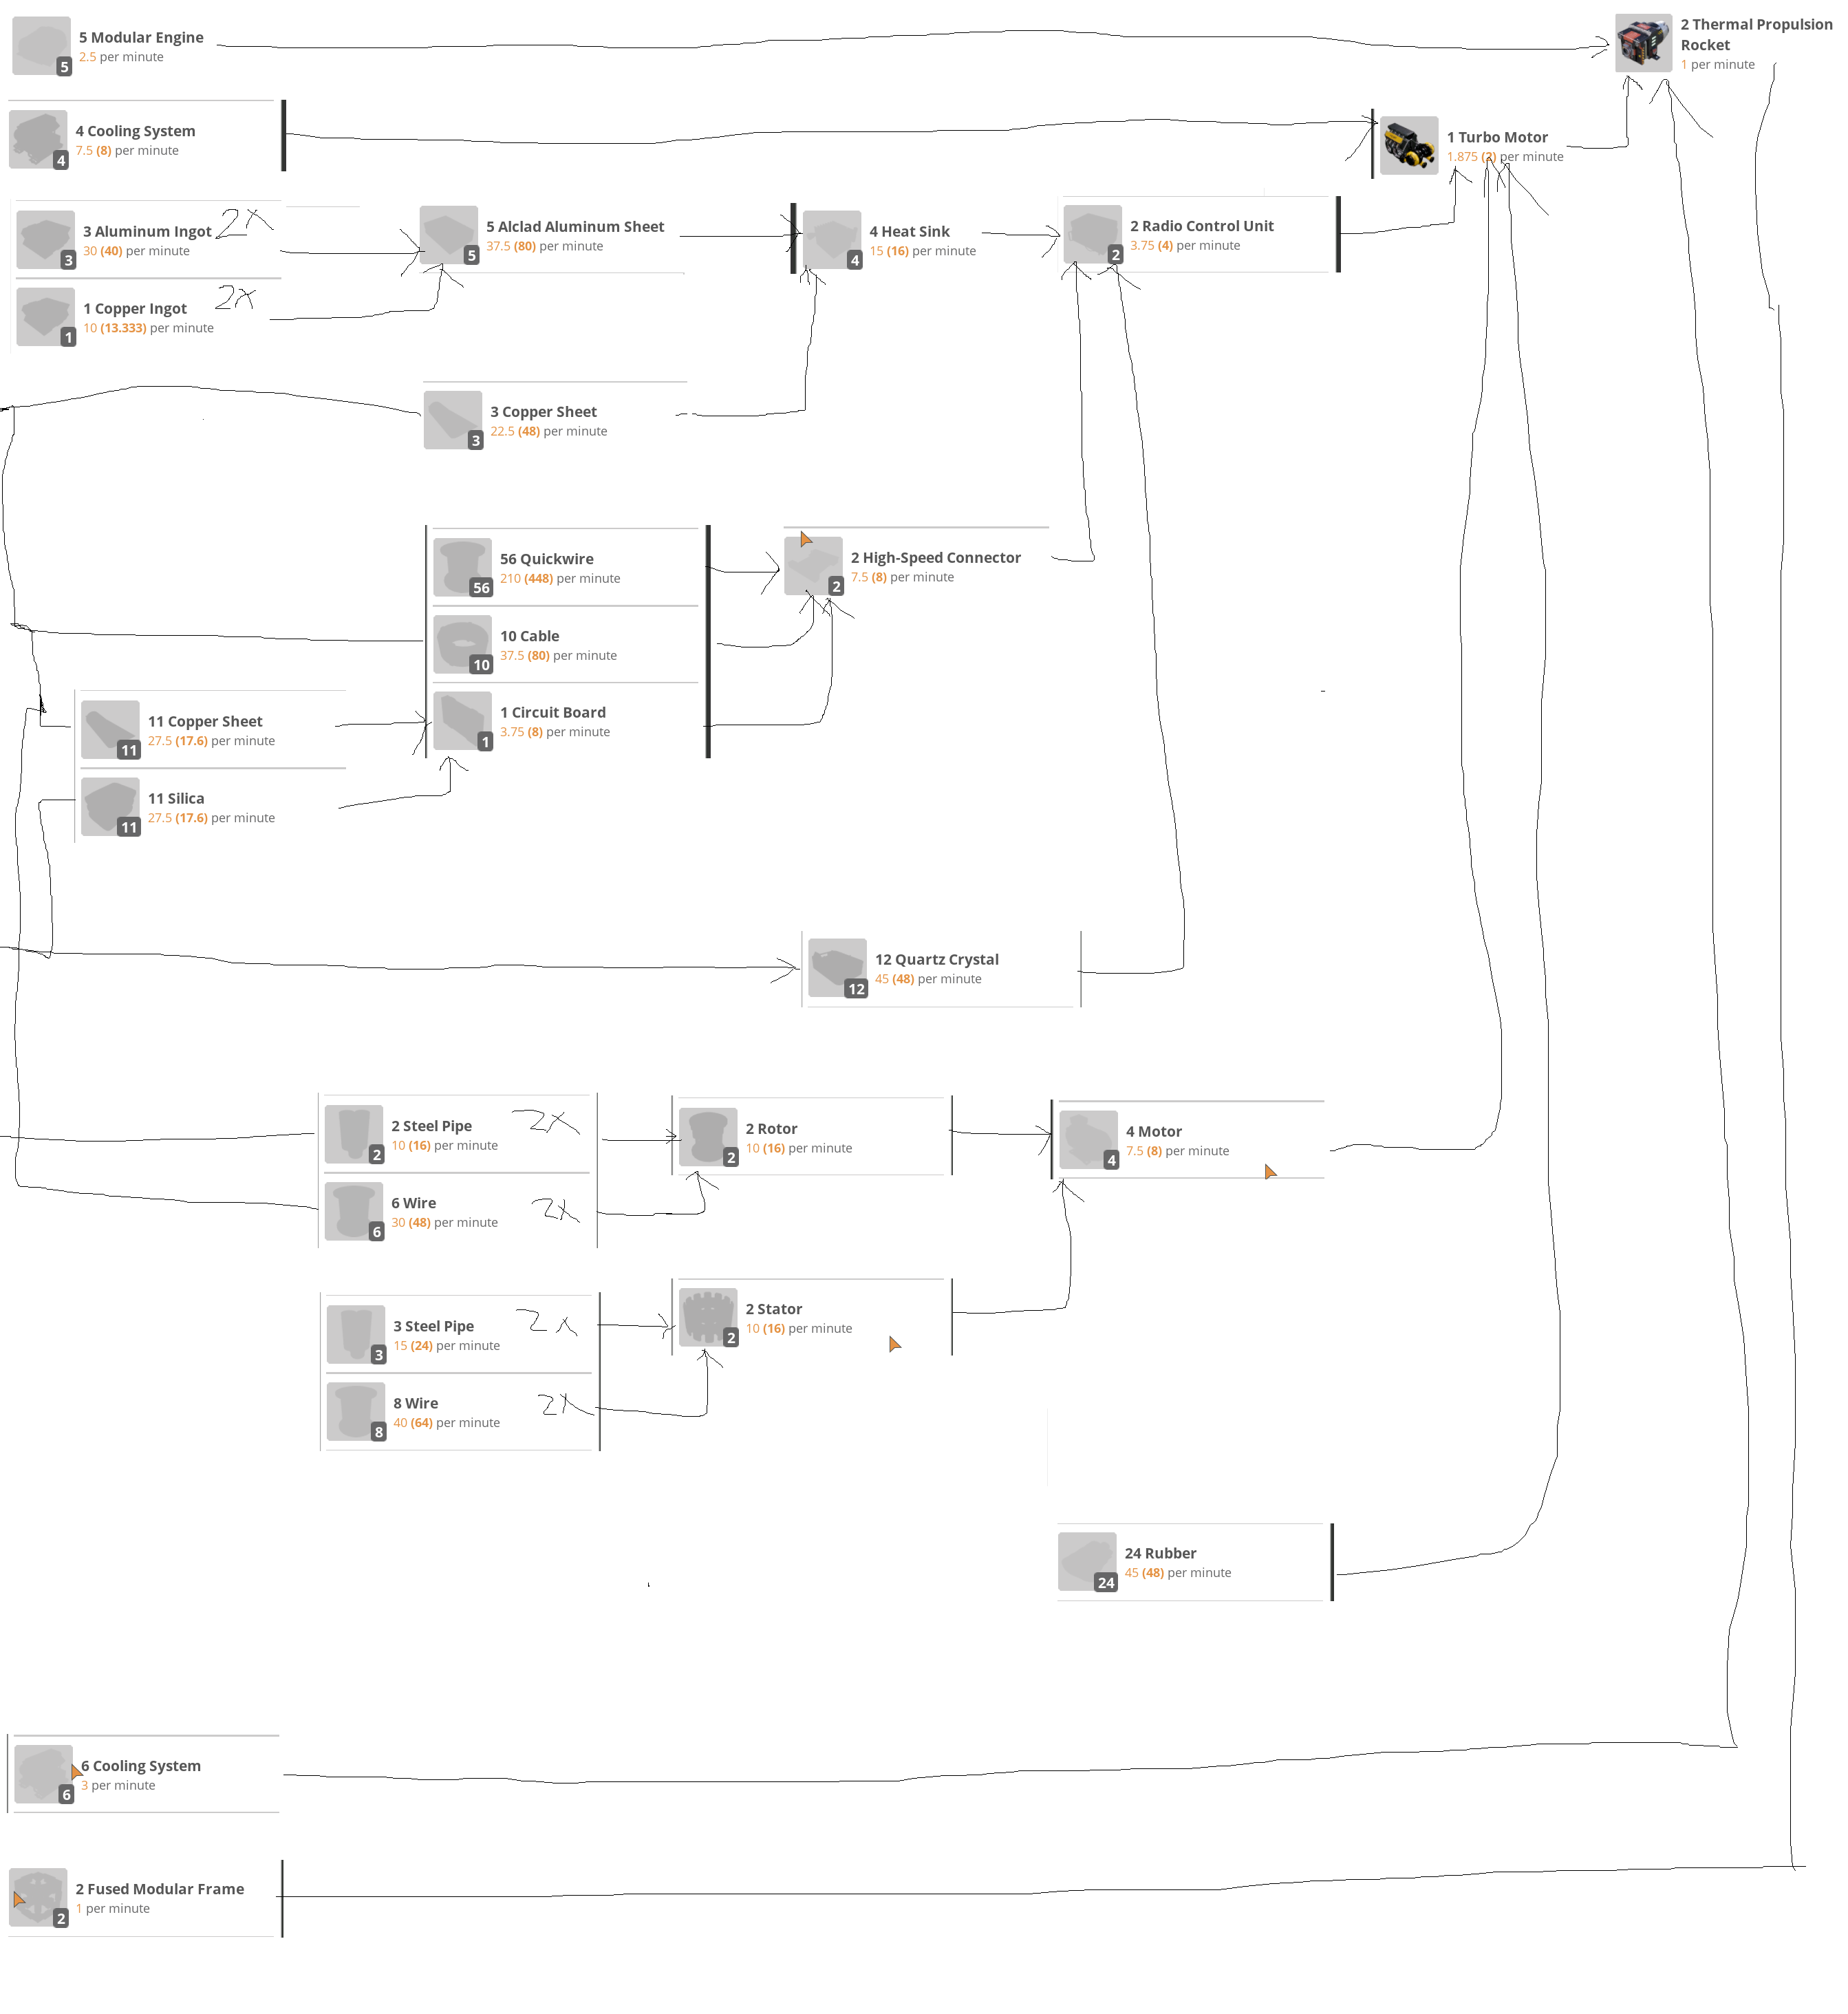 5 Modular Engine
2.5 per minute
5
2 Thermal Propulsion
Rocket
1 per minute
4 Cooling System
7.5 (8) per minute
4
1 Turbo Motor
1.875 (2) per minute
3 Aluminum Ingot 2x
30 (40) per minute
3
5 Alclad Aluminum Sheet
37.5 (80) per minute
5
4 Heat Sink
15 (16) per minute
4
2 Radio Control Unit
3.75 (4) per minute
2
1 Copper Ingot 2x
10 (13.333) per minute
1
3 Copper Sheet
22.5 (48) per minute
3
56 Quickwire
210 (448) per minute
56
2 High-Speed Connector
7.5 (8) per minute
2
10 Cable
37.5 (80) per minute
10
1 Circuit Board
3.75 (8) per minute
1
11 Copper Sheet
27.5 (17.6) per minute
11
11 Silica
27.5 (17.6) per minute
11
12 Quartz Crystal
45 (48) per minute
12
2 Steel Pipe 2x
10 (16) per minute
2
2 Rotor
10 (16) per minute
2
4 Motor
7.5 (8) per minute
4
6 Wire 2x
30 (48) per minute
6
3 Steel Pipe 2x
15 (24) per minute
3
2 Stator
10 (16) per minute
2
8 Wire 2x
40 (64) per minute
8
24 Rubber
45 (48) per minute
24
6 Cooling System
3 per minute
6
2 Fused Modular Frame
1 per minute
2